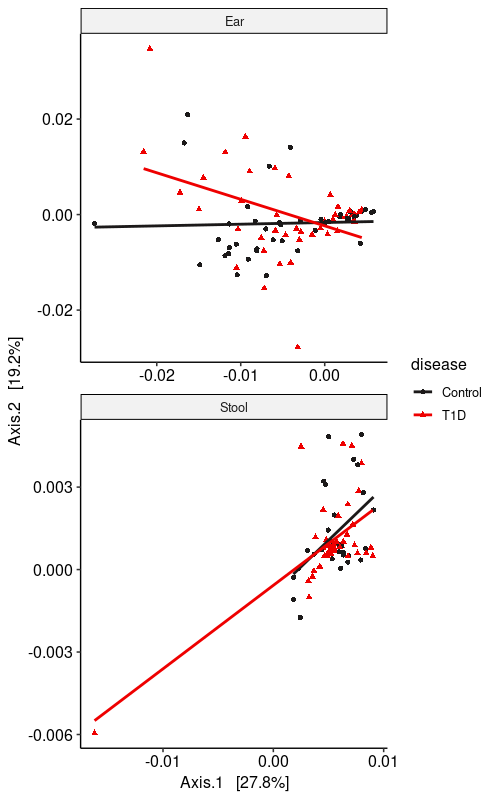 Ear
0.02
0.00
-0.02
-0.02
-0.01
0.00
Stool
0.003
0.000
-0.003
-0.006
-0.01
0.00
0.01
Axis.1 [27.8%]
Axis.2 [19.2%]
disease
Control
T1D